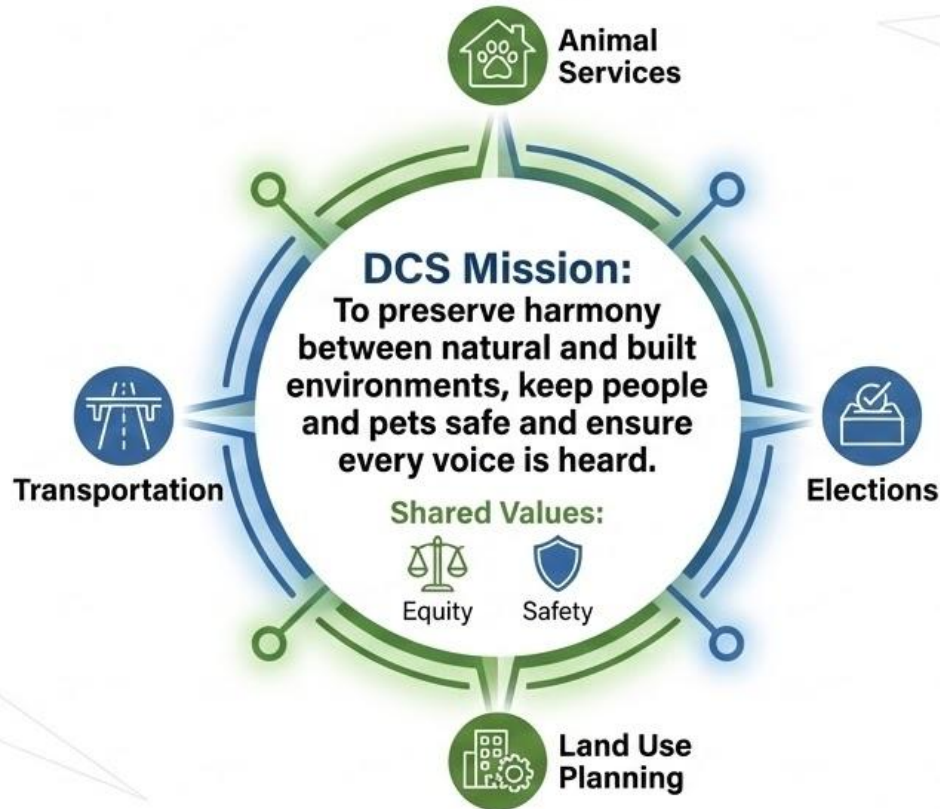 Animal
Services
DCS Mission:
To preserve harmony
between natural and built
environments, keep people
and pets safe and ensure
every voice is heard.
Transportation
Elections
Shared Values:
Equity
Safety
Land Use
Planning